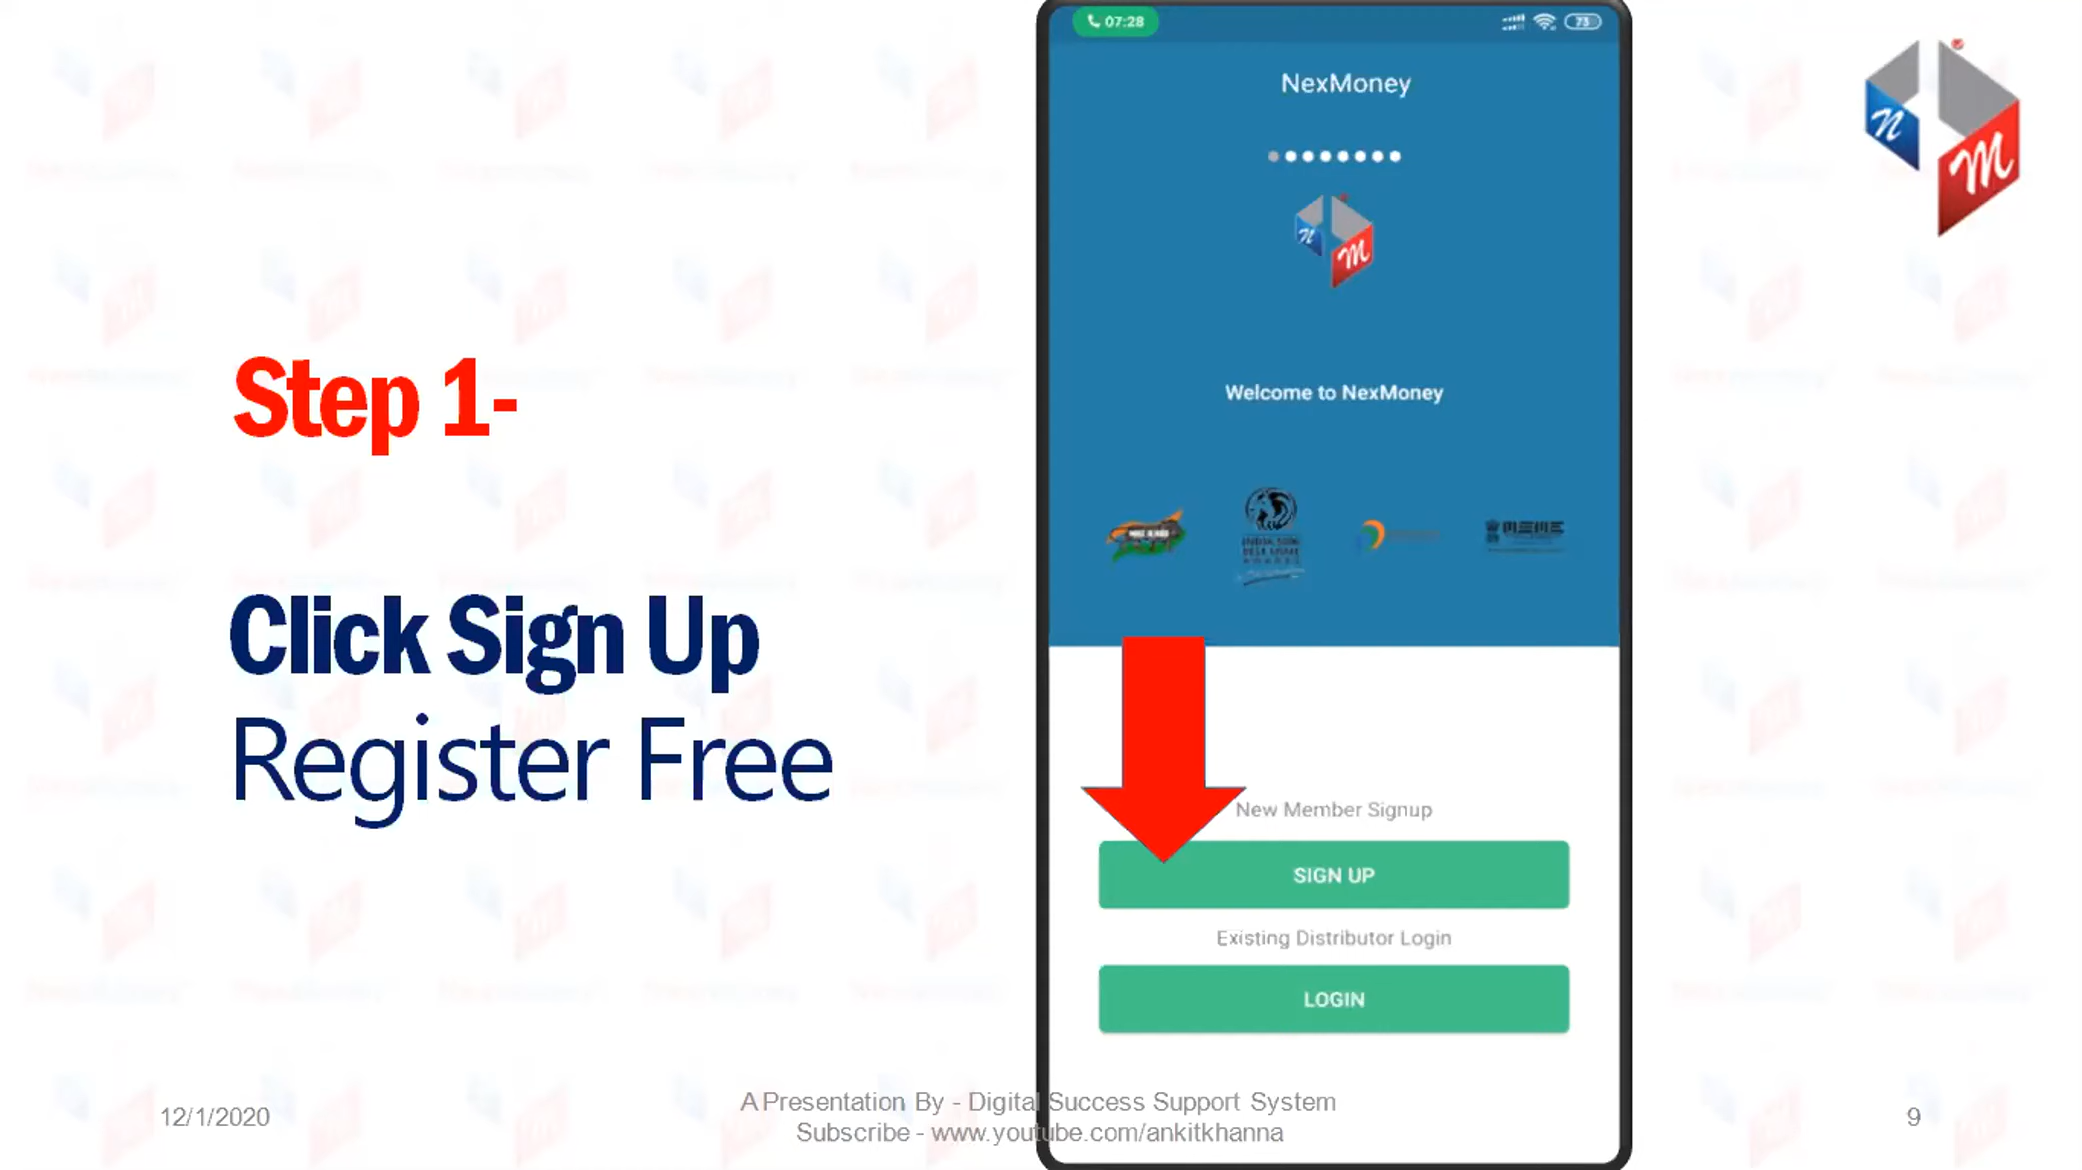 07:28
73
NexMoney
n
m
n
m
Step 1-
Welcome to NexMoney
Click Sign Up
Register Free
New Member Signup
SIGN UP
Existing Distributor Login
LOGIN
12/1/2020
A Presentation By - Digital Success Support System
Subscribe - www.youtube.com/ankitkhanna
9